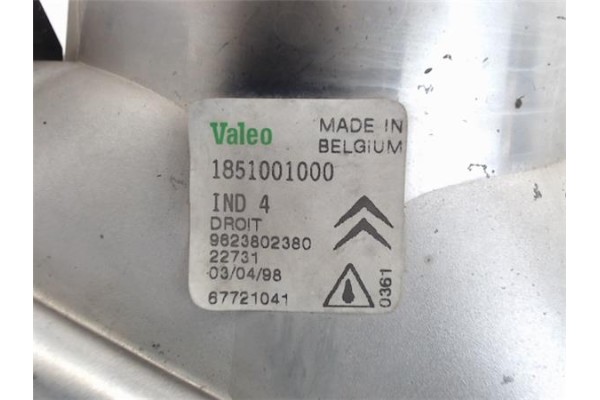 Valeo
MADE IN
BELGIUM
1851001000
IND 4
DROIT
9623802380
22731
03/04/98
67721041
0361